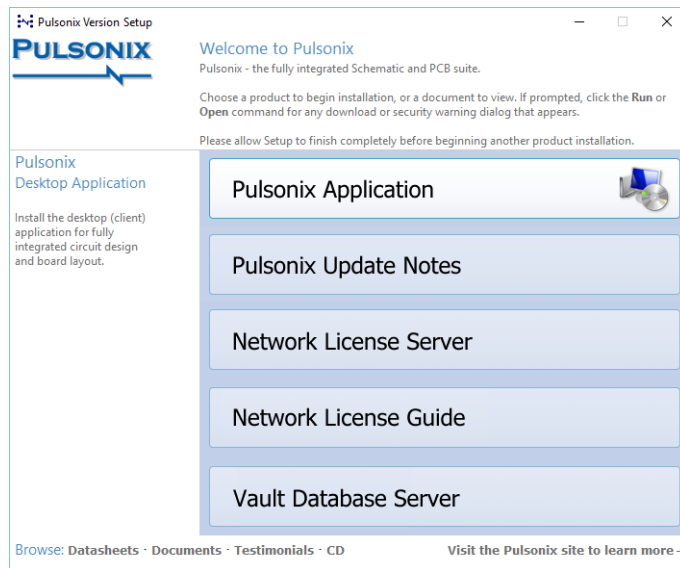 Pulsonix Version Setup
PULSONIX
Welcome to Pulsonix
Pulsonix - the fully integrated Schematic and PCB suite.
Choose a product to begin installation, or a document to view. If prompted, click the Run or
Open command for any download or security warning dialog that appears.
Please allow Setup to finish completely before beginning another product installation.
Pulsonix
Desktop Application
Install the desktop (client)
application for fully
integrated circuit design
and board layout.
Pulsonix Application
Pulsonix Update Notes
Network License Server
Network License Guide
Vault Database Server
Browse: Datasheets · Documents · Testimonials · CD
Visit the Pulsonix site to learn more -